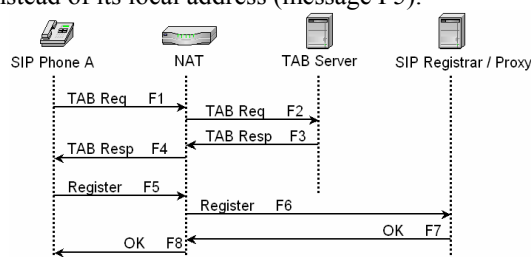 nstead of its local address (message F5).
SIP Phone A NAT TAB Server SIP Registrar / Proxy
TAB Req F1
TAB Req F2
TAB Resp F3
TAB Resp F4
Register F5
Register F6
OK F7
OK F8